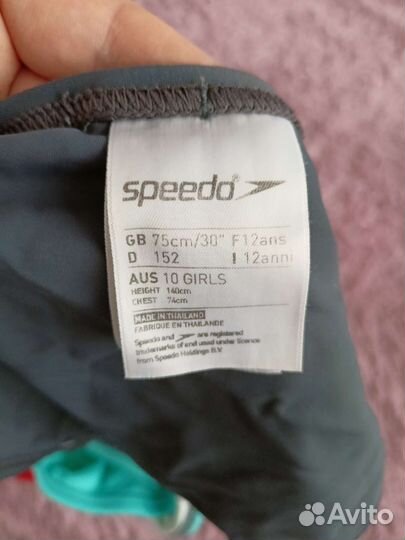 speedo
GB 75cm/30" F 12ans
D 152 I 12anni
AUS 10 GIRLS
HEIGHT 140cm
CHEST 74cm
MADE IN THAILAND
FABRIQUE EN THAILANDE
Speedo and are registered
trademarks of and used under licence
from Speedo Holdings B.V.
Avito